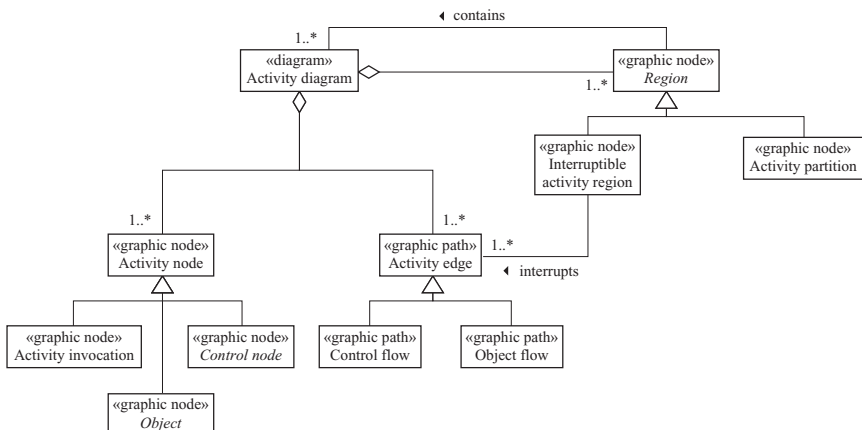 ◄ contains
1..*
«diagram»
Activity diagram
«graphic node»
Region
1..*
«graphic node»
Interruptible
activity region
«graphic node»
Activity partition
1..*
1..*
«graphic node»
Activity node
«graphic path»
Activity edge
1..*
◄ interrupts
«graphic node»
Activity invocation
«graphic node»
Control node
«graphic path»
Control flow
«graphic path»
Object flow
«graphic node»
Object